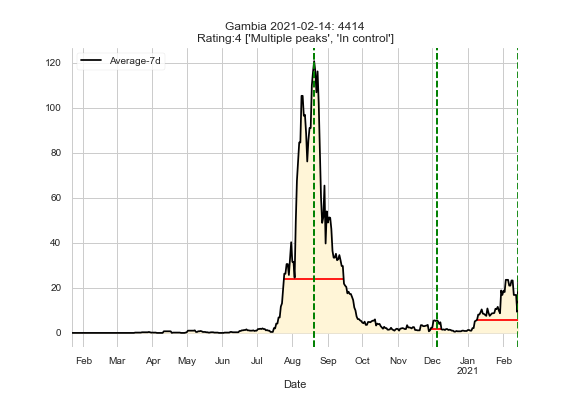 Gambia 2021-02-14: 4414
Rating:4 ['Multiple peaks', 'In control']
Average-7d
120
100
80
60
40
20
0
Feb Mar Apr May Jun Jul Aug Sep Oct Nov Dec Jan Feb
2021
Date